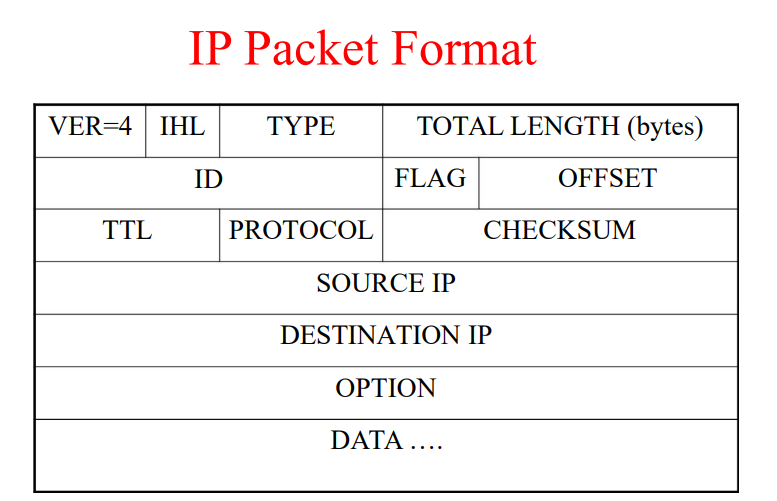 IP Packet Format
VER=4 IHL TYPE TOTAL LENGTH (bytes)
ID FLAG OFFSET
TTL PROTOCOL CHECKSUM
SOURCE IP
DESTINATION IP
OPTION
DATA ….